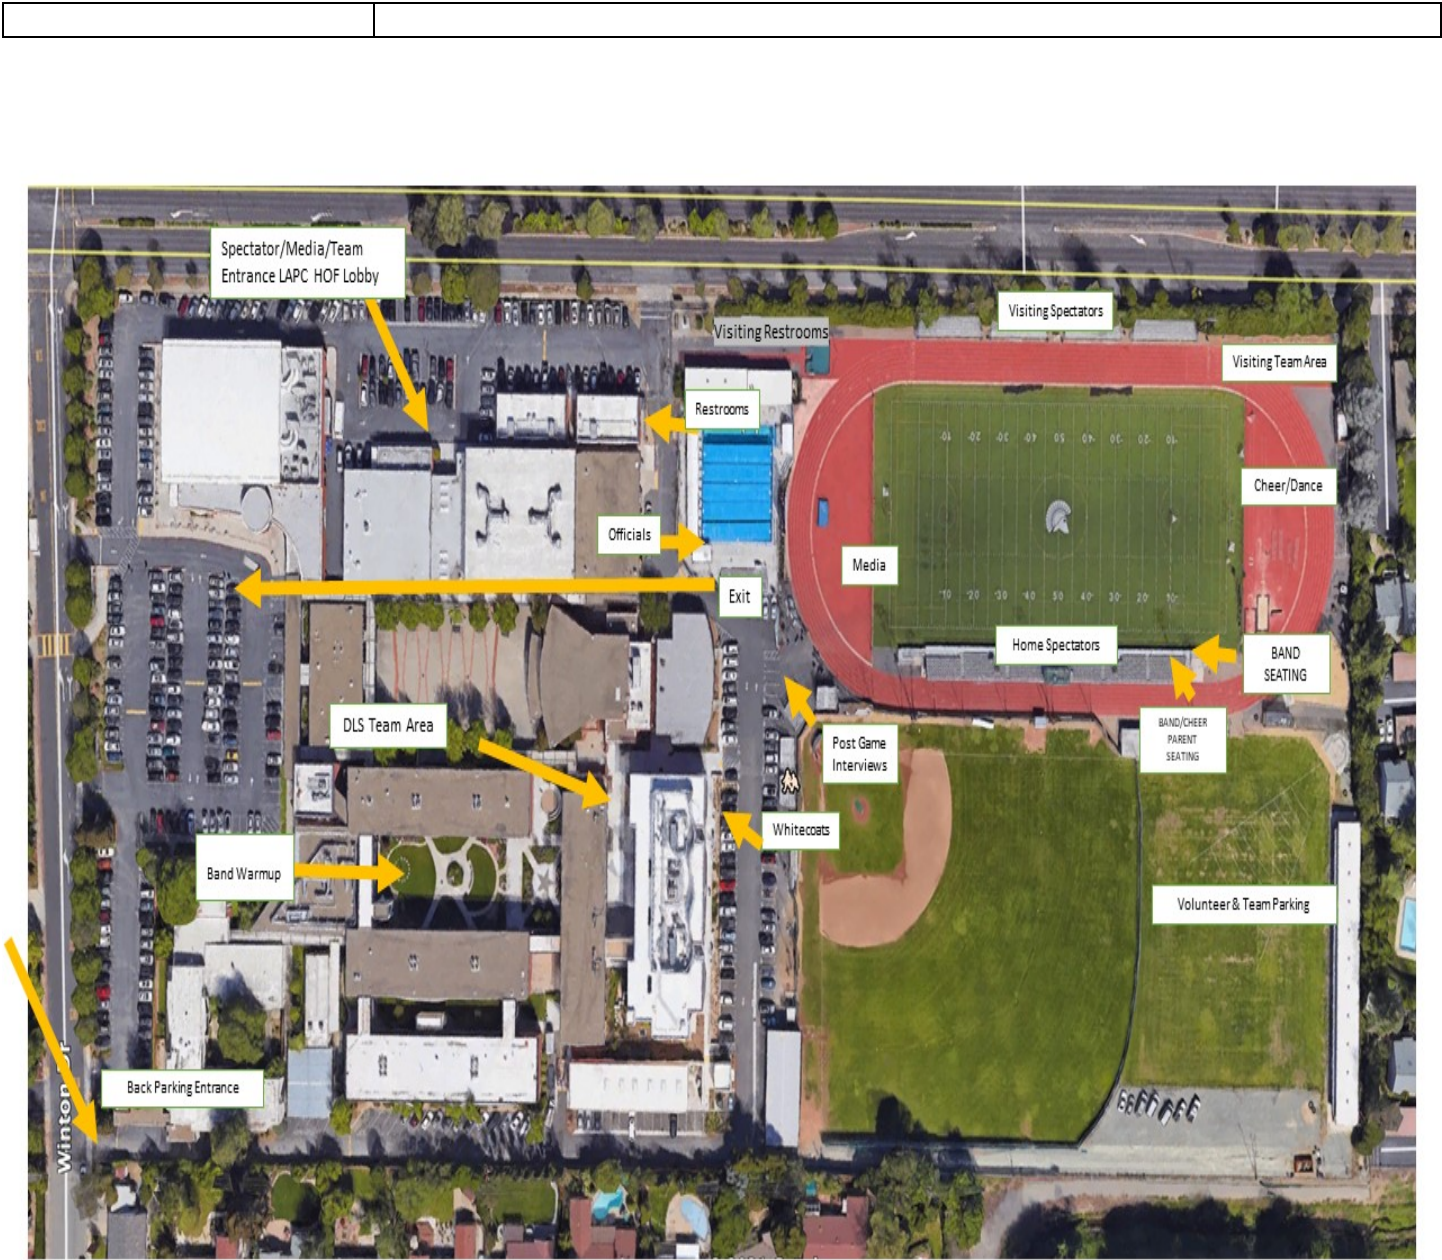 Spectator/Media/Team
Entrance LAPC HOF Lobby
Visiting Spectators
Visiting Restrooms
Visiting Team Area
Restrooms
Cheer/Dance
Officials
Media
Exit
Home Spectators
BAND
SEATING
DLS Team Area
BAND/CHEER
PARENT
SEATING
Post Game
Interviews
Whitecoats
Band Warmup
Volunteer & Team Parking
Back Parking Entrance
Winton Dr